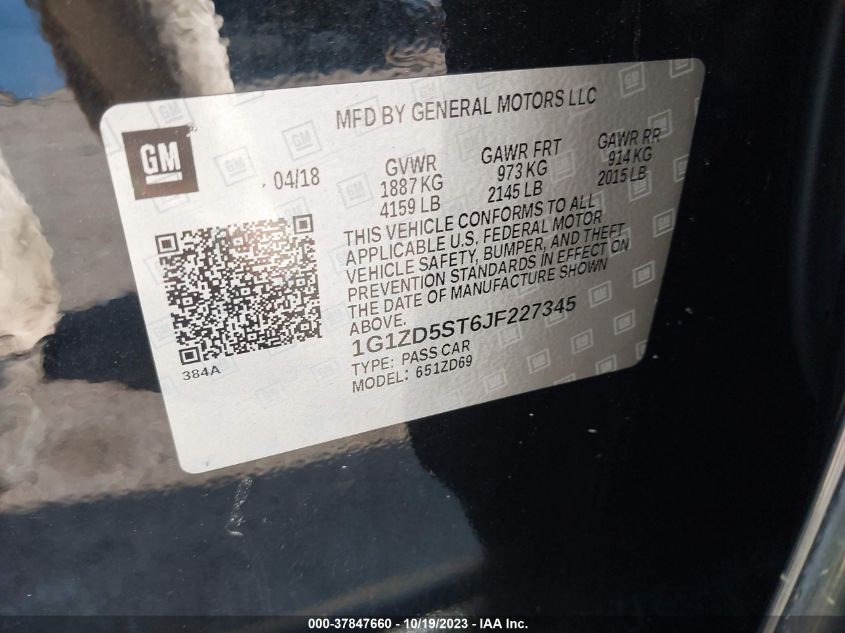 MFD BY GENERAL MOTORS LLC
GM
04/18
GVWR
1887 KG
4159 LB
GAWR FRT
973 KG
2145 LB
GAWR RR
914 KG
2015 LB
THIS VEHICLE CONFORMS TO ALL
APPLICABLE U.S. FEDERAL MOTOR
VEHICLE SAFETY, BUMPER, AND THEFT
PREVENTION STANDARDS IN EFFECT ON
THE DATE OF MANUFACTURE SHOWN
ABOVE.
1G1ZD5ST6JF227345
TYPE: PASS CAR
MODEL: 651ZD69
384A
000-37847660 - 10/19/2023 - IAA Inc.